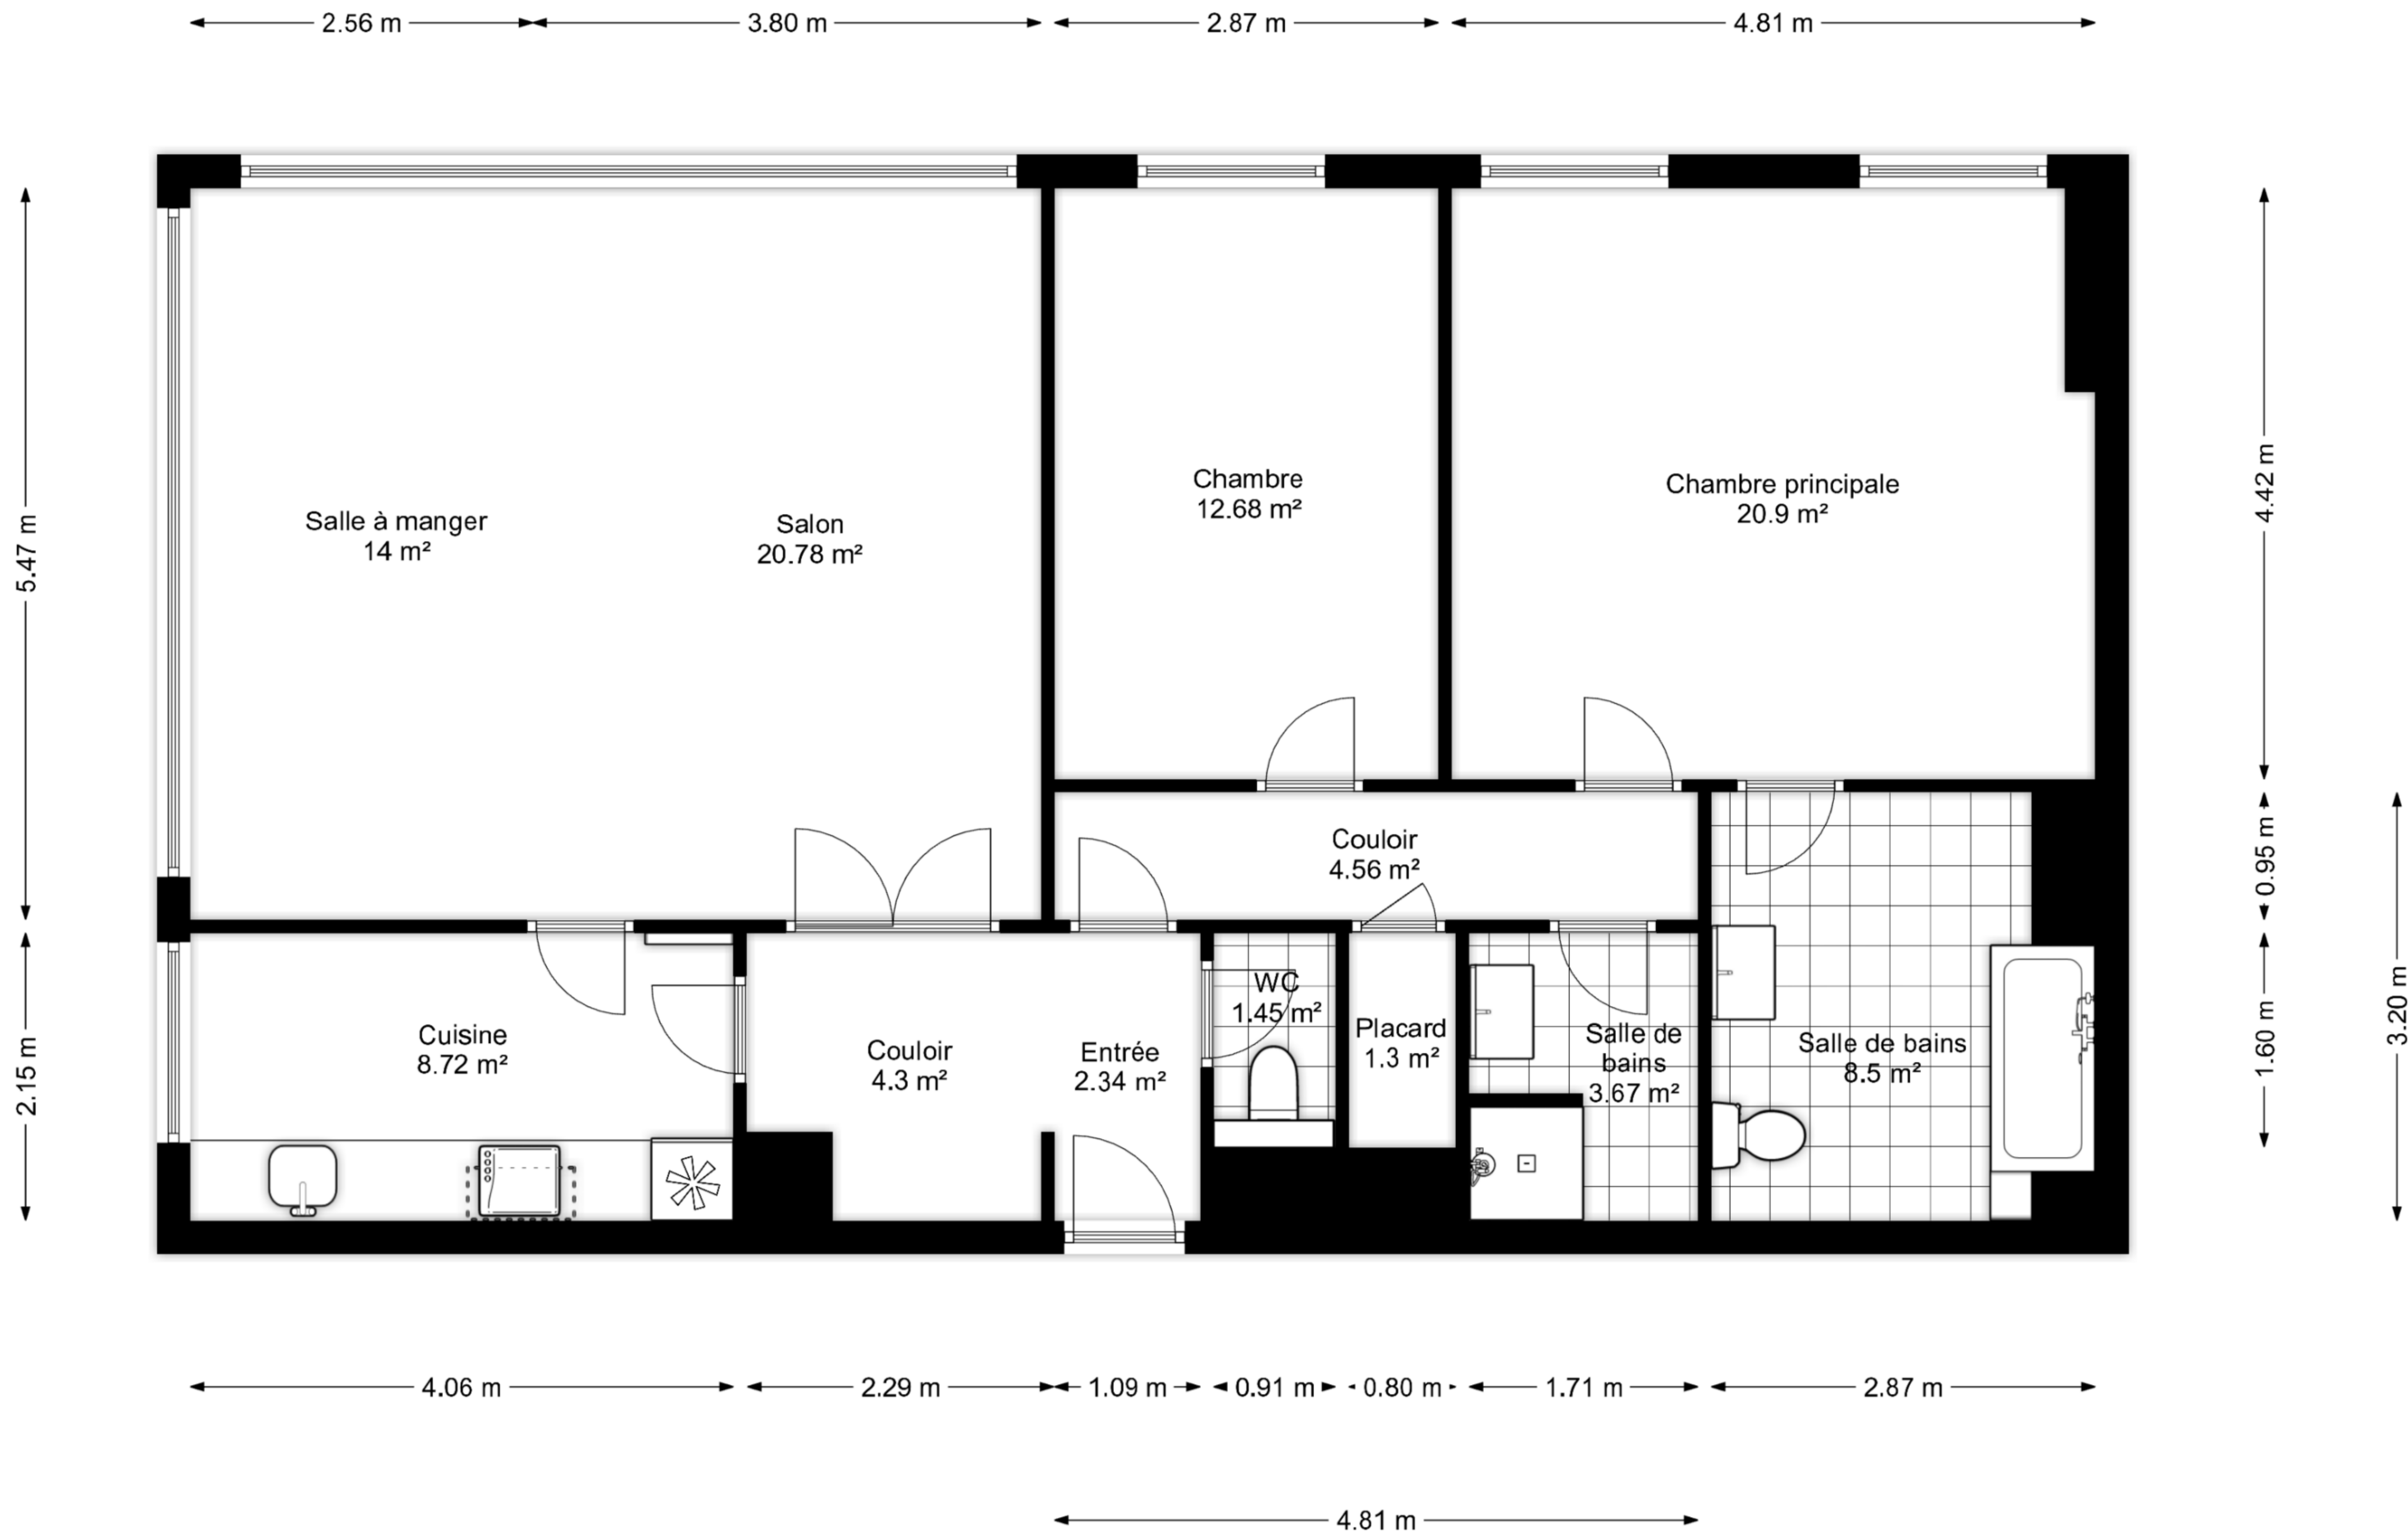 2.56 m
3.80 m
2.87 m
4.81 m
5.47 m
4.42 m
Salle à manger
14 m²
Salon
20.78 m²
Chambre
12.68 m²
Chambre principale
20.9 m²
Couloir
4.56 m²
0.95 m
2.15 m
1.60 m
3.20 m
Cuisine
8.72 m²
Couloir
4.3 m²
Entrée
2.34 m²
WC
1.45 m²
Placard
1.3 m²
Salle de
bains
3.67 m²
Salle de bains
8.5 m²
4.06 m
2.29 m
1.09 m
0.91 m
0.80 m
1.71 m
2.87 m
4.81 m